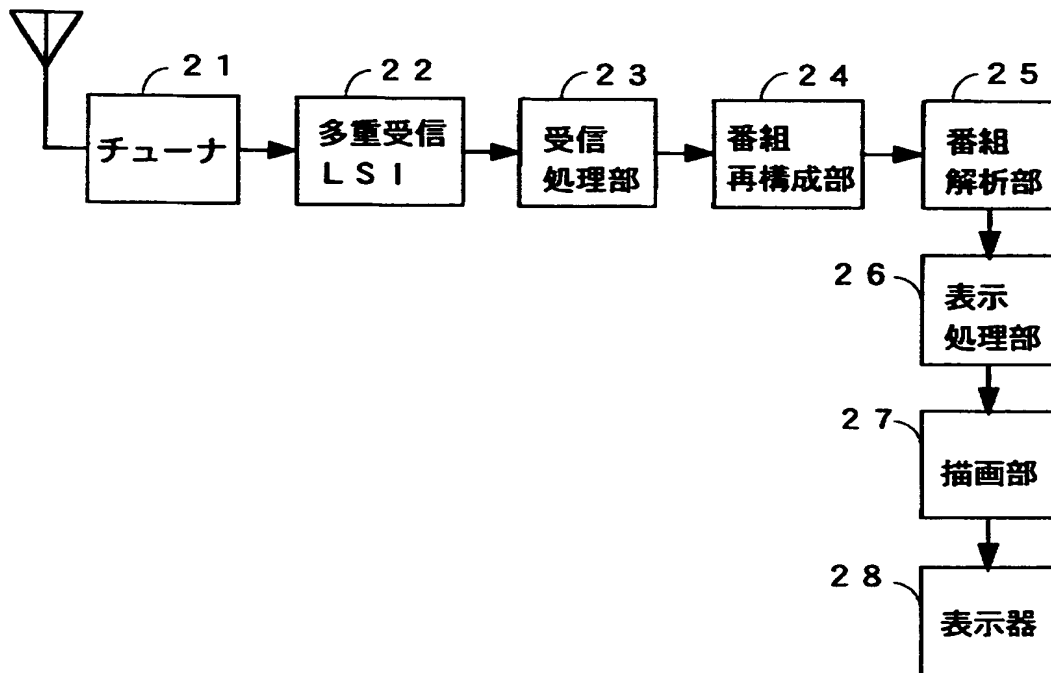 21
チューナ
22
多重受信
LSI
23
受信
処理部
24
番組
再構成部
25
番組
解析部
26
表示
処理部
27
描画部
28
表示器